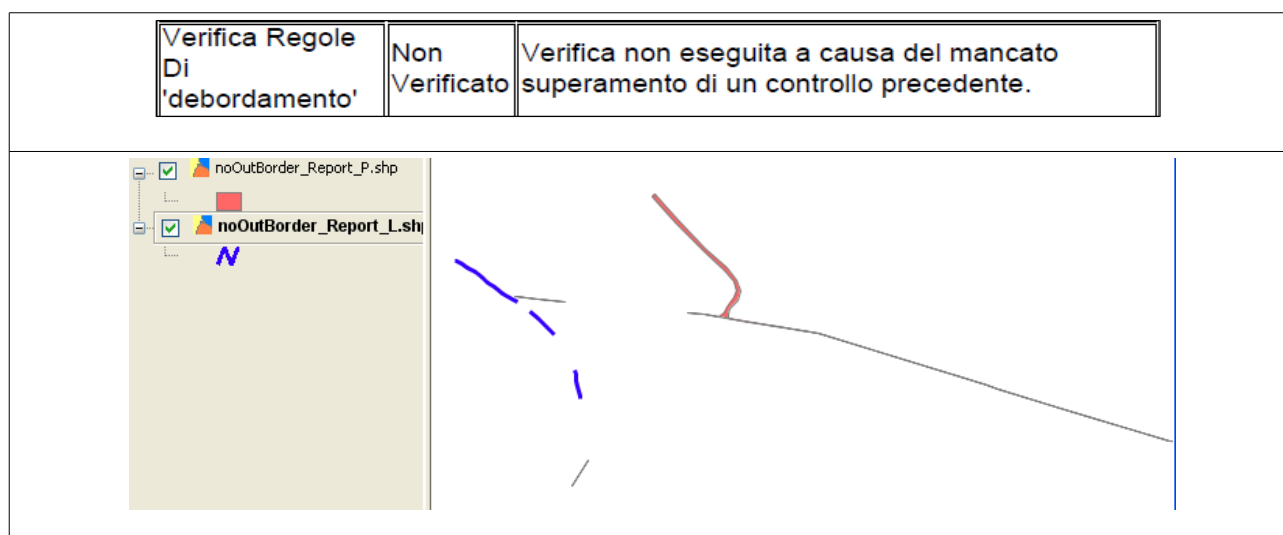 Verifica Regole
Di
'debordamento'
Non
Verificato
Verifica non eseguita a causa del mancato
superamento di un controllo precedente.
noOutBorder_Report_P.shp
noOutBorder_Report_L.shp